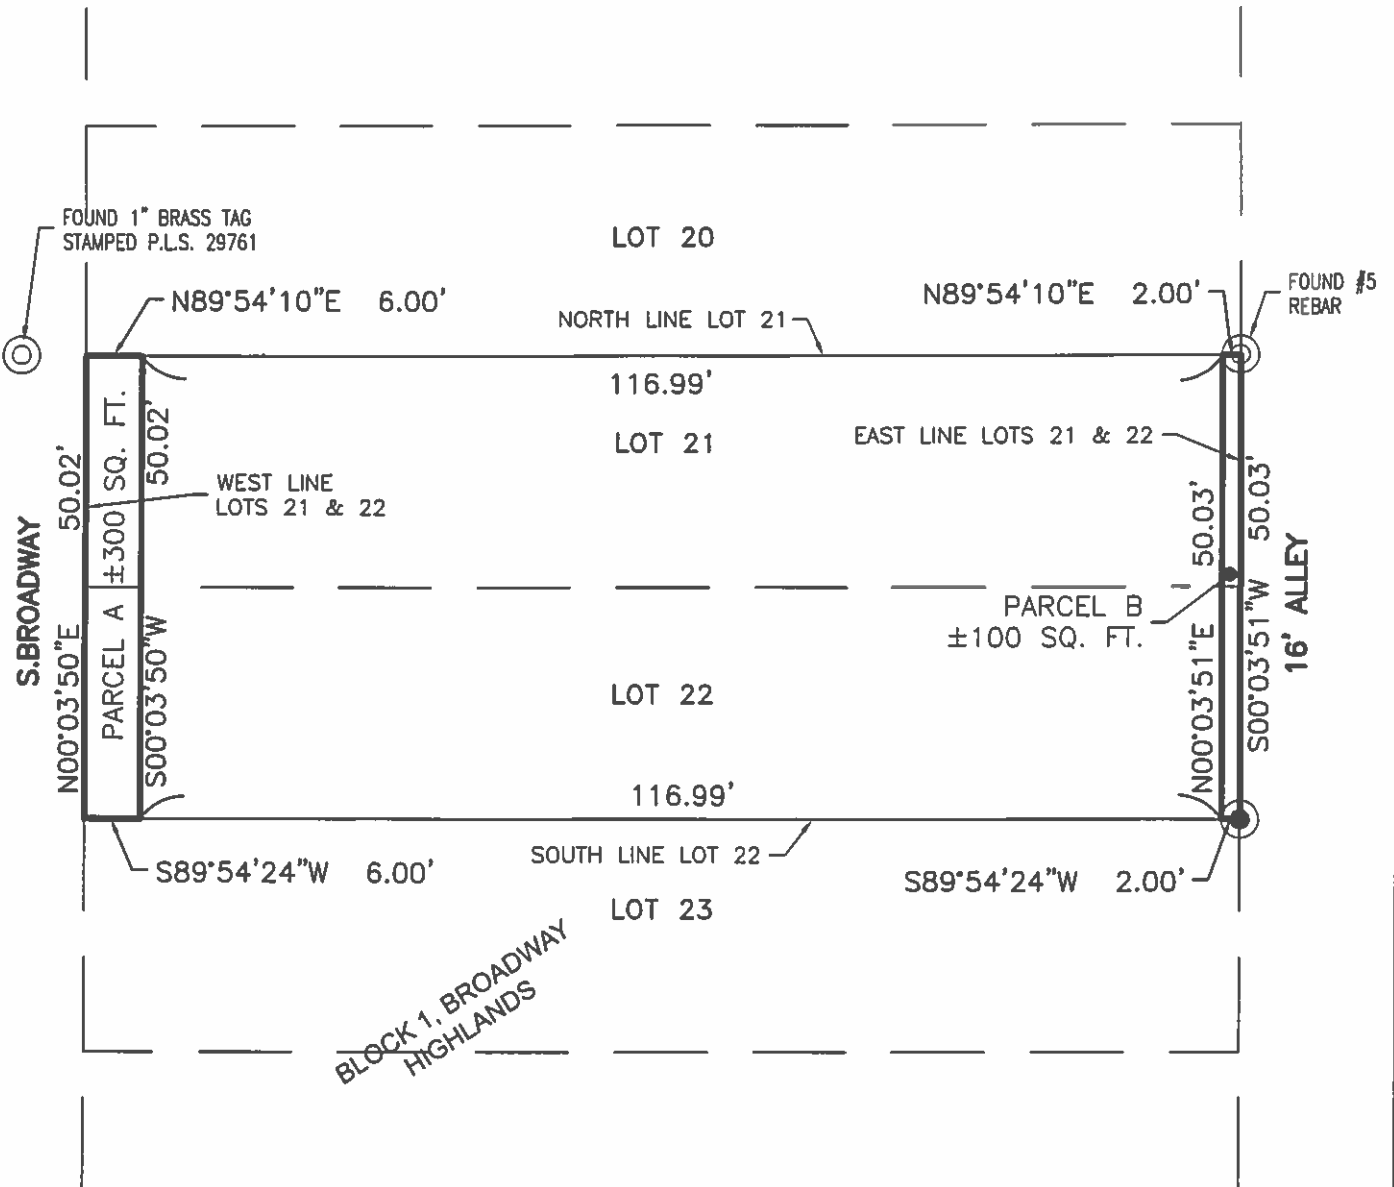 FOUND 1" BRASS TAG
STAMPED P.L.S. 29761
LOT 20
N89°54'10"E 6.00'
NORTH LINE LOT 21
N89°54'10"E 2.00'
FOUND #5
REBAR
116.99'
LOT 21
EAST LINE LOTS 21 & 22
WEST LINE
LOTS 21 & 22
S.BROADWAY
N00°03'50"E 50.02'
PARCEL A ±300 SQ. FT.
S00°03'50"W 50.02'
PARCEL B
±100 SQ. FT.
N00°03'51"E 50.03'
S00°03'51"W 50.03'
16' ALLEY
LOT 22
116.99'
SOUTH LINE LOT 22
S89°54'24"W 6.00'
S89°54'24"W 2.00'
LOT 23
BLOCK 1, BROADWAY
HIGHLANDS